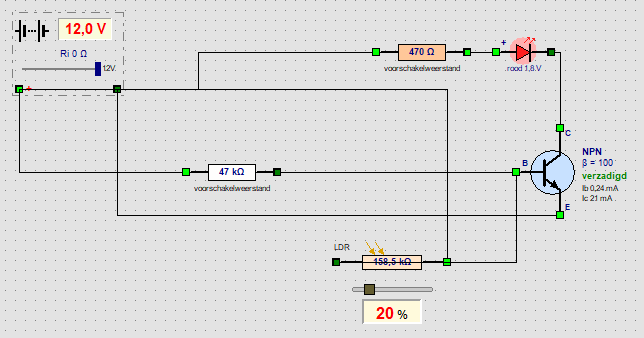 12,0 V
Ri 0 Ω
12V
+
470 Ω
voorschakelweerstand
+
rood 1,8 V
C
B
E
NPN
β = 100
verzadigd
Ib 0,24 mA
Ic 21 mA
47 kΩ
voorschakelweerstand
LDR
158,5 kΩ
20 %